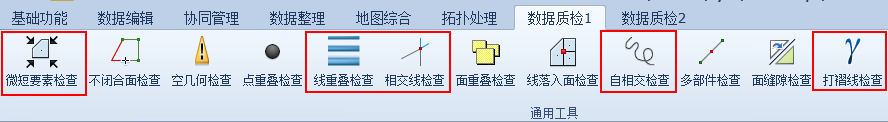 基础功能 数据编辑 协同管理 数据整理 地图综合 拓扑处理 数据质检1 数据质检2
微短要素检查 不闭合面检查 空几何检查 点重叠检查 线重叠检查 相交线检查 面重叠检查 线落入面检查 自相交检查 多部件检查 面缝隙检查 打褶线检查
通用工具